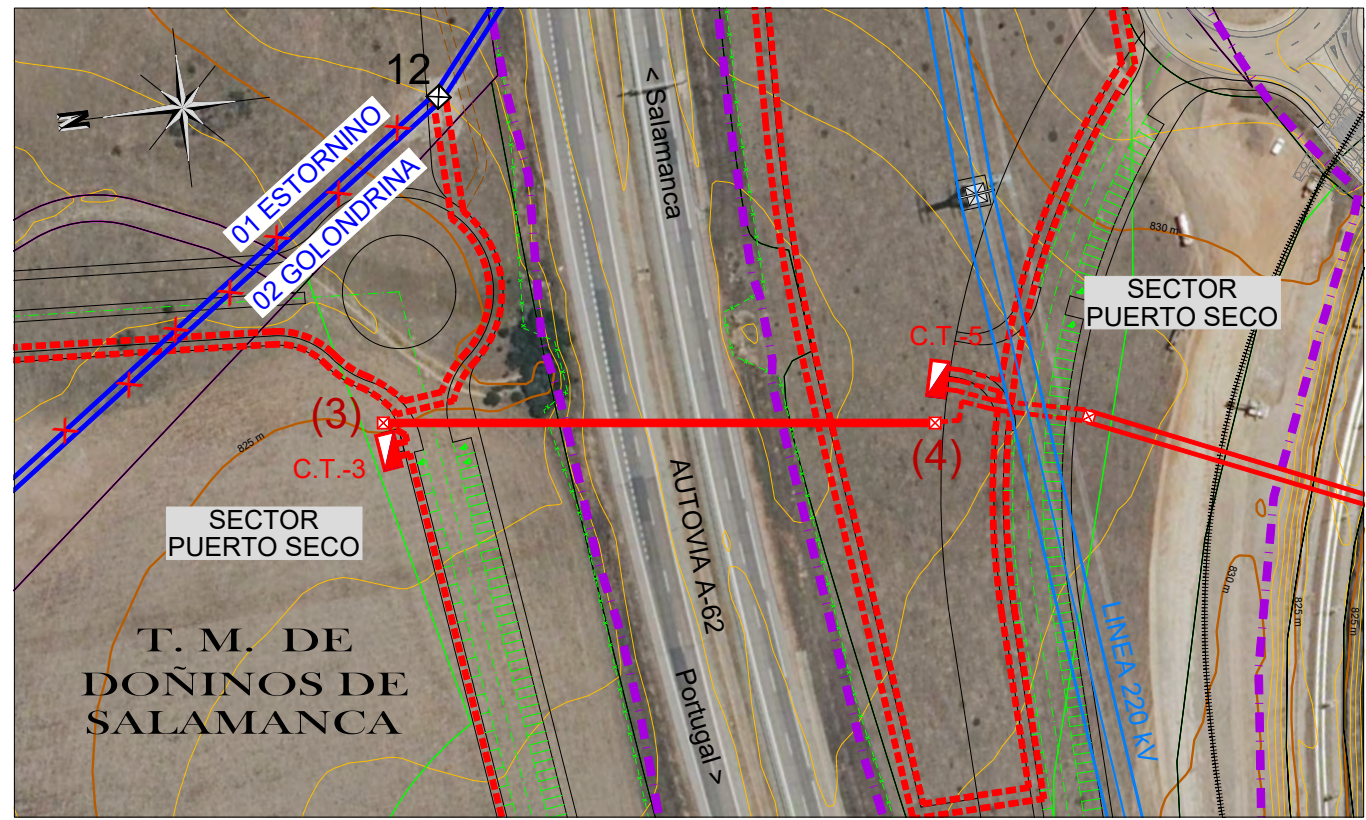 12
N
01 ESTORNINO
02 GOLONDRINA
< Salamanca
830 m
SECTOR
PUERTO SECO
C.T.-5
(3)
(4)
825 m
C.T.-3
SECTOR
PUERTO SECO
AUTOVIA A-62
Portugal >
LINEA 220 kV
830 m
825 m
825 m
T. M. DE
DOÑINOS DE
SALAMANCA